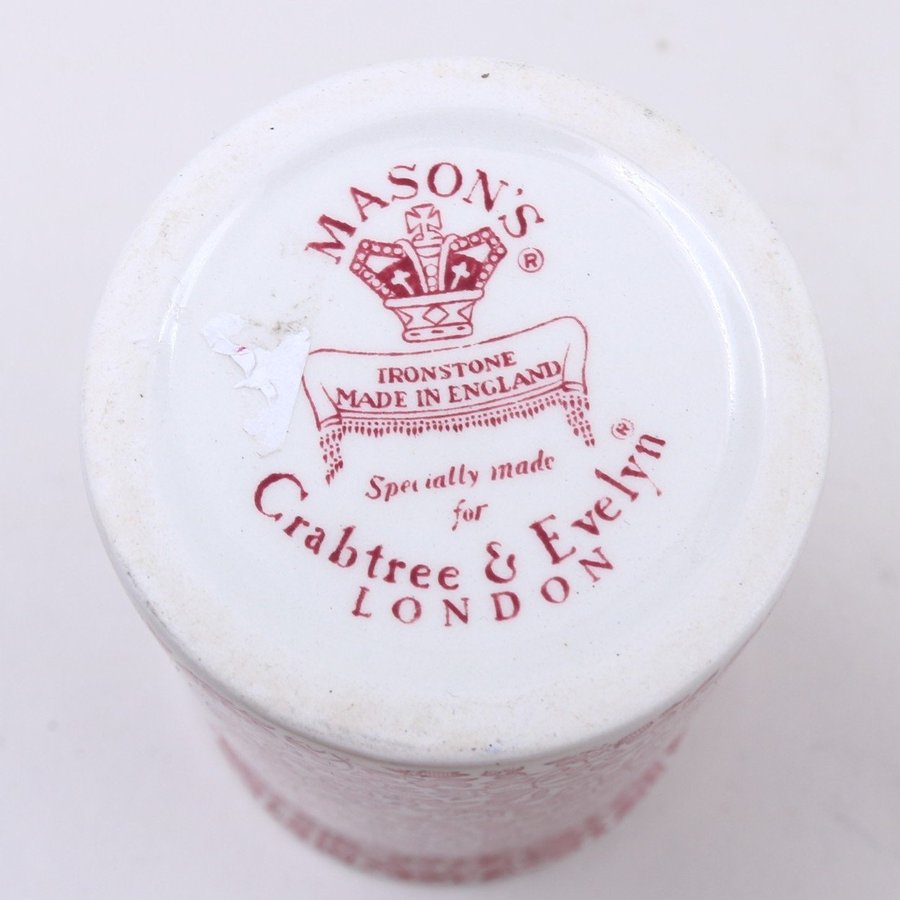 MASON'S ®
IRONSTONE
MADE IN ENGLAND
Specially made
for
Crabtree & Evelyn ®
LONDON